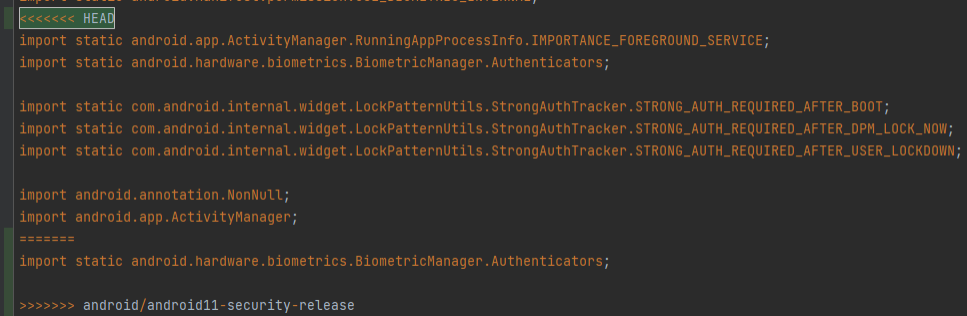 <<<<<<< HEAD
import static android.app.ActivityManager.RunningAppProcessInfo.IMPORTANCE_FOREGROUND_SERVICE;
import static android.hardware.biometrics.BiometricManager.Authenticators;
import static com.android.internal.widget.LockPatternUtils.StrongAuthTracker.STRONG_AUTH_REQUIRED_AFTER_BOOT;
import static com.android.internal.widget.LockPatternUtils.StrongAuthTracker.STRONG_AUTH_REQUIRED_AFTER_DPM_LOCK_NOW;
import static com.android.internal.widget.LockPatternUtils.StrongAuthTracker.STRONG_AUTH_REQUIRED_AFTER_USER_LOCKDOWN;
import android.annotation.NonNull;
import android.app.ActivityManager;
=======
import static android.hardware.biometrics.BiometricManager.Authenticators;
>>>>>>> android/android11-security-release